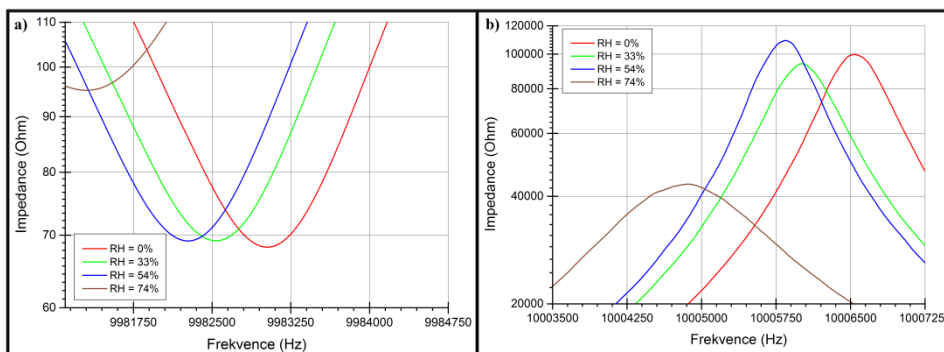 a)
110
100
90
80
70
60
Impedance (Ohm)
RH = 0%
RH = 33%
RH = 54%
RH = 74%
9981750
9982500
9983250
9984000
9984750
Frekvence (Hz)
b)
120000
100000
80000
60000
40000
20000
Impedance (Ohm)
RH = 0%
RH = 33%
RH = 54%
RH = 74%
10003500
10004250
10005000
10005750
10006500
10007250
Frekvence (Hz)